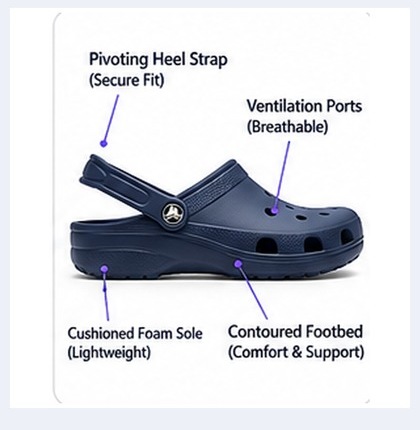 Pivoting Heel Strap
(Secure Fit)
Ventilation Ports
(Breathable)
Cushioned Foam Sole
(Lightweight)
Contoured Footbed
(Comfort & Support)